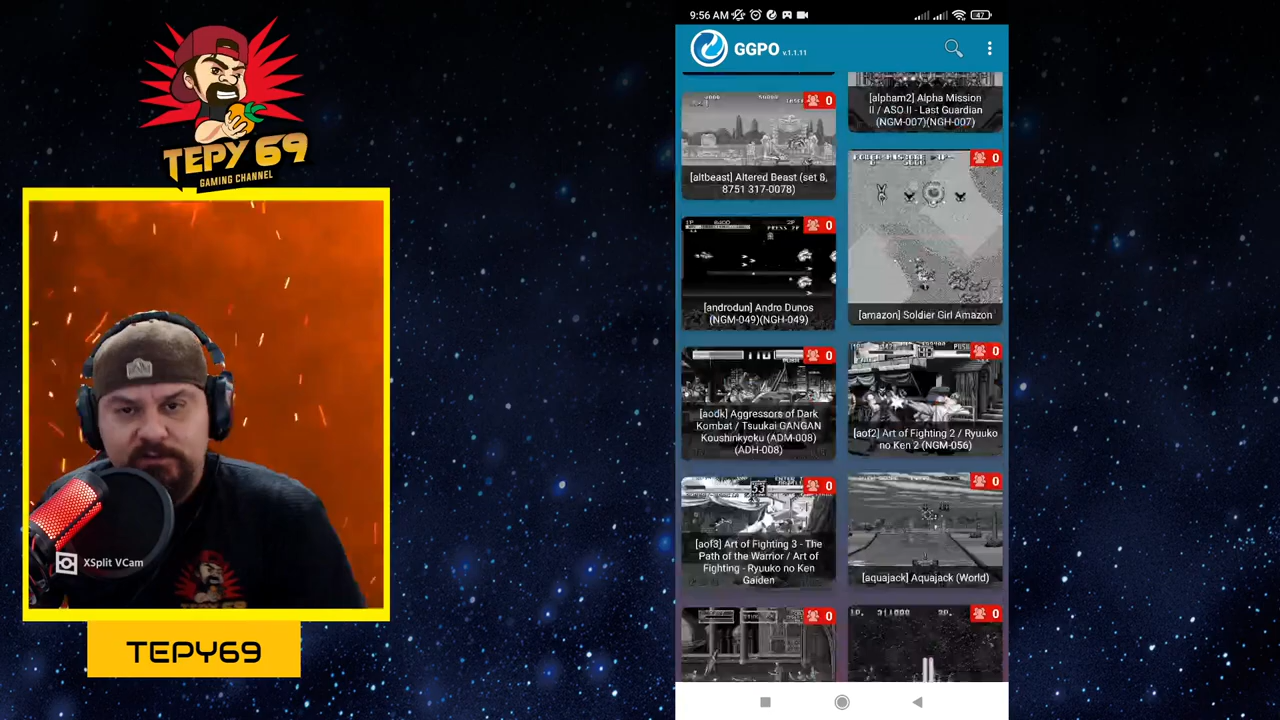 TEPY 69
GAMING CHANNEL
XSplit VCam
TEPY69
9:56 AM
47
GGPO v.1.1.11
0
[altbeast] Altered Beast (set 8,
8751 317-0078)
[alpham2] Alpha Mission
II / ASO II - Last Guardian
(NGM-007)(NGH-007)
0
[androdun] Andro Dunos
(NGM-049)(NGH-049)
0
[amazon] Soldier Girl Amazon
0
[aodk] Aggressors of Dark
Kombat / Tsuukai GANGAN
Koushinkyoku (ADM-008)
(ADH-008)
0
[aof2] Art of Fighting 2 / Ryuuko
no Ken 2 (NGM-056)
0
[aof3] Art of Fighting 3 - The
Path of the Warrior / Art of
Fighting - Ryuuko no Ken
Gaiden
0
[aquajack] Aquajack (World)
0
0